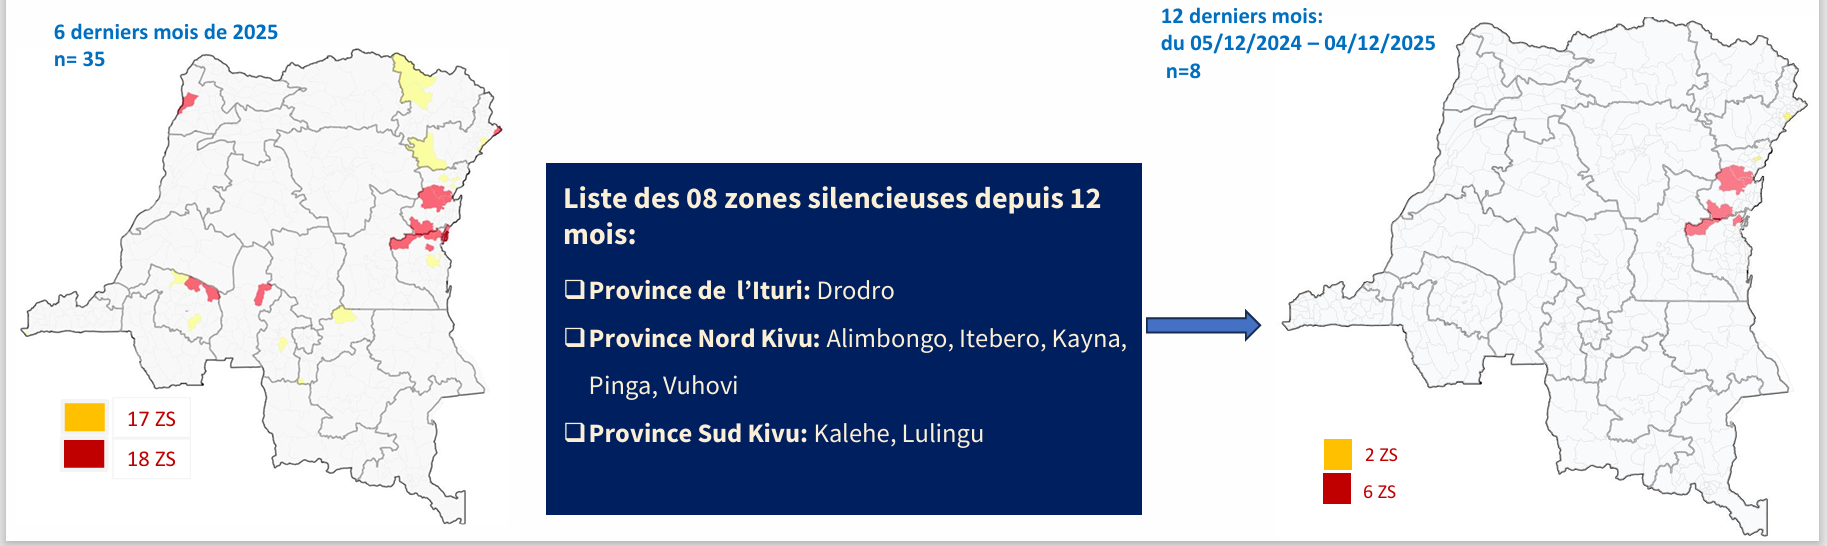 6 derniers mois de 2025
n= 35
17 ZS
18 ZS
Liste des 08 zones silencieuses depuis 12
mois:
❑Province de  l’Ituri: Drodro
❑Province Nord Kivu: Alimbongo, Itebero, Kayna,
Pinga, Vuhovi
❑Province Sud Kivu: Kalehe, Lulingu
12 derniers mois:
du 05/12/2024 – 04/12/2025
n=8
2 ZS
6 ZS